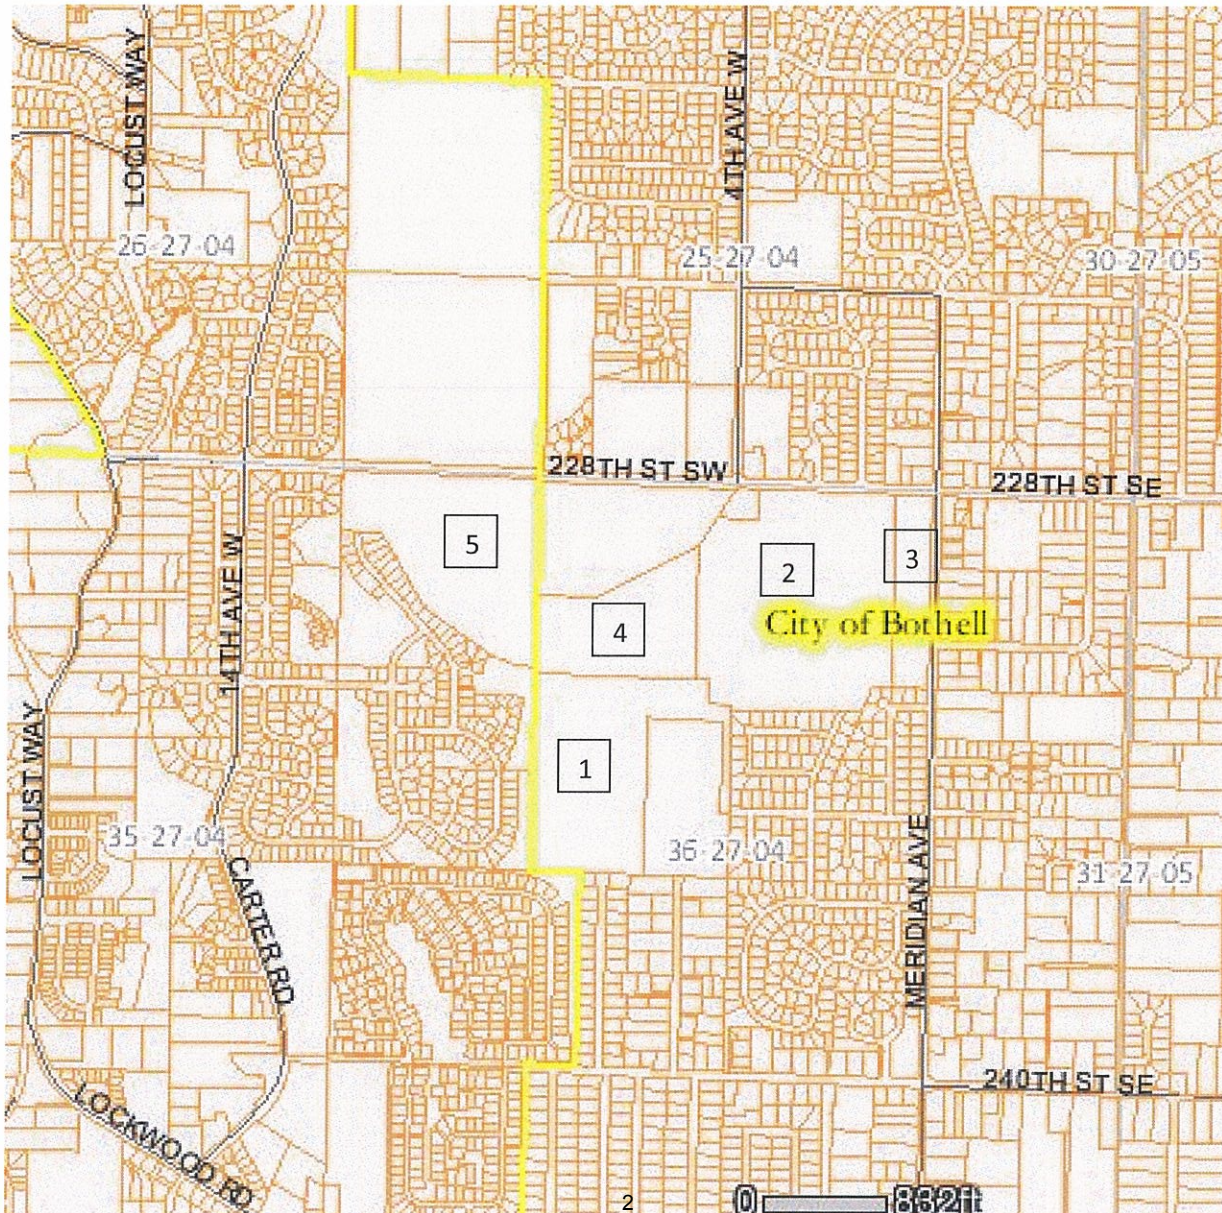 LOCUST WAY
4TH AVE W
26-27-04
25-27-04
30-27-05
228TH ST SW
228TH ST SE
5
2
3
14TH AVE W
4
City of Bothell
LOCUST WAY
1
35-27-04
36-27-04
31-27-05
CARTER RD
MERIDIAN AVE
240TH ST SE
LOCKWOOD RD
2
0
882ft